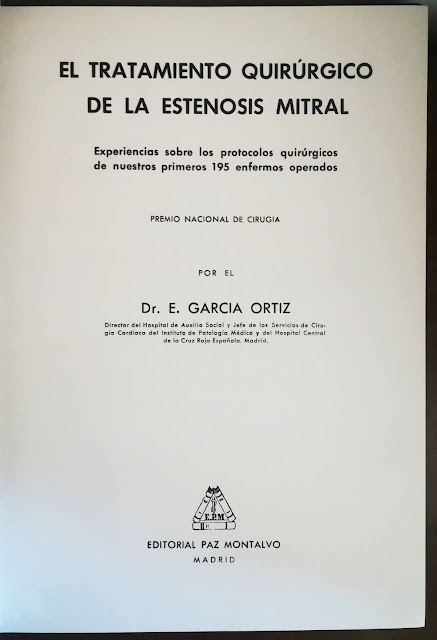 EL TRATAMIENTO QUIRÚRGICO
DE LA ESTENOSIS MITRAL
Experiencias sobre los protocolos quirúrgicos
de nuestros primeros 195 enfermos operados
PREMIO NACIONAL DE CIRUGIA
POR EL
Dr. E. GARCIA ORTIZ
Director del Hospital de Auxilio Social y Jefe de los Servicios de Ciru-
gía Cardíaca del Instituto de Patología Médica y del Hospital Central
de la Cruz Roja Española. Madrid.
E.P.M
EDITORIAL PAZ MONTALVO
MADRID